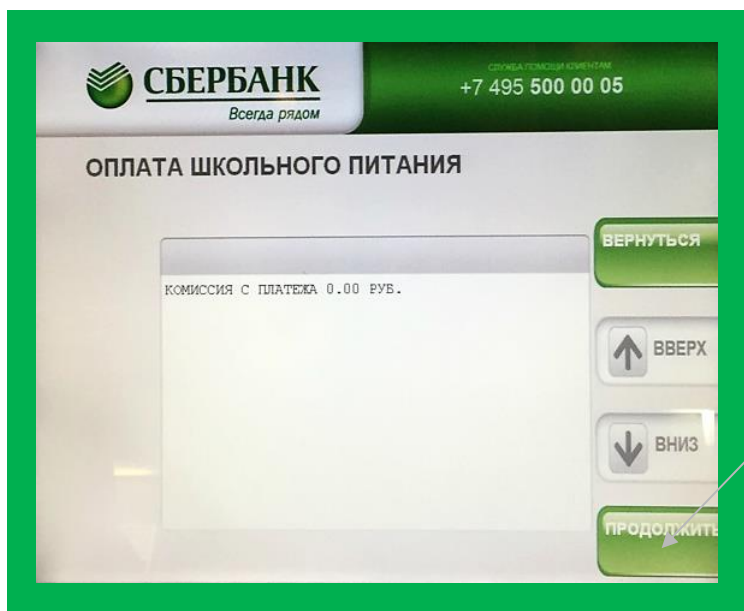 СБЕРБАНК
Всегда рядом
СЛУЖБА ПОМОЩИ КЛИЕНТАМ
+7 495 500 00 05
ОПЛАТА ШКОЛЬНОГО ПИТАНИЯ
ВЕРНУТЬСЯ
КОМИССИЯ С ПЛАТЕЖА 0.00 РУБ.
ВВЕРХ
ВНИЗ
ПРОДОЛЖИТЬ